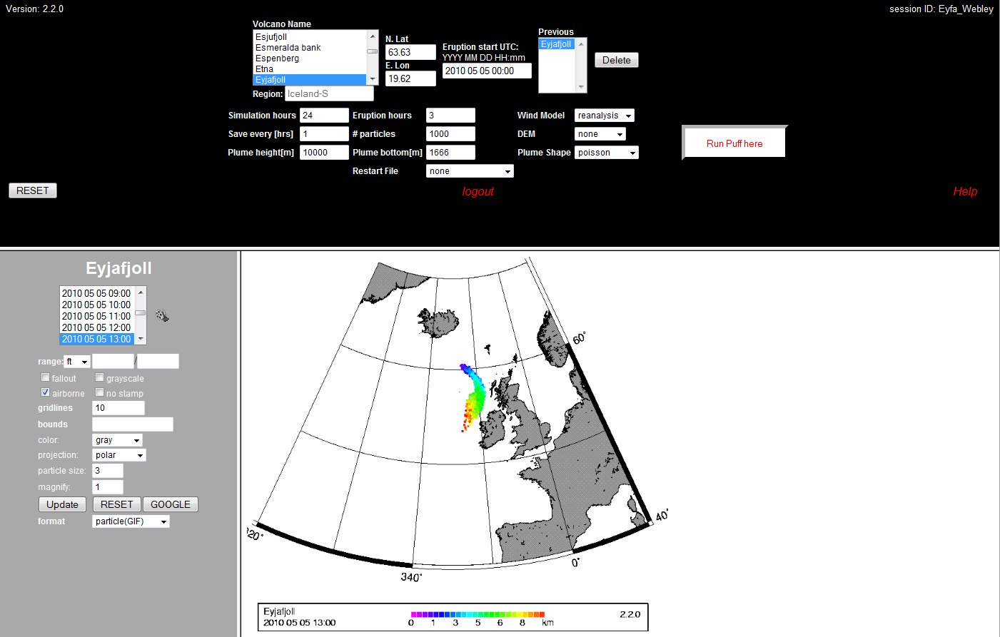 Version: 2.2.0
session ID: Eyfa_Webley
Volcano Name
Esjufjoll
Esmeralda bank
Espenberg
Etna
Eyjafjoll
Region: Iceland-S
N. Lat
63.63
E. Lon
19.62
Eruption start UTC:
YYYY MM DD HH:mm
2010 05 05 00:00
Previous
Eyjafjoll
Delete
Simulation hours 24 Eruption hours 3 Wind Model reanalysis
Save every [hrs] 1 # particles 1000 DEM none
Plume height[m] 10000 Plume bottom[m] 1666 Plume Shape poisson
Restart File none
Run Puff here
RESET
logout
Help
Eyjafjoll
2010 05 05 09:00
2010 05 05 10:00
2010 05 05 11:00
2010 05 05 12:00
2010 05 05 13:00
range: ft /
fallout grayscale
airborne no stamp
gridlines 10
bounds
color: gray
projection: polar
particle size: 3
magnify: 1
Update RESET GOOGLE
format particle(GIF)
60°
40°
20°
340°
0°
Eyjafjoll
2010 05 05 13:00
0 1 3 5 6 8 km
2.2.0